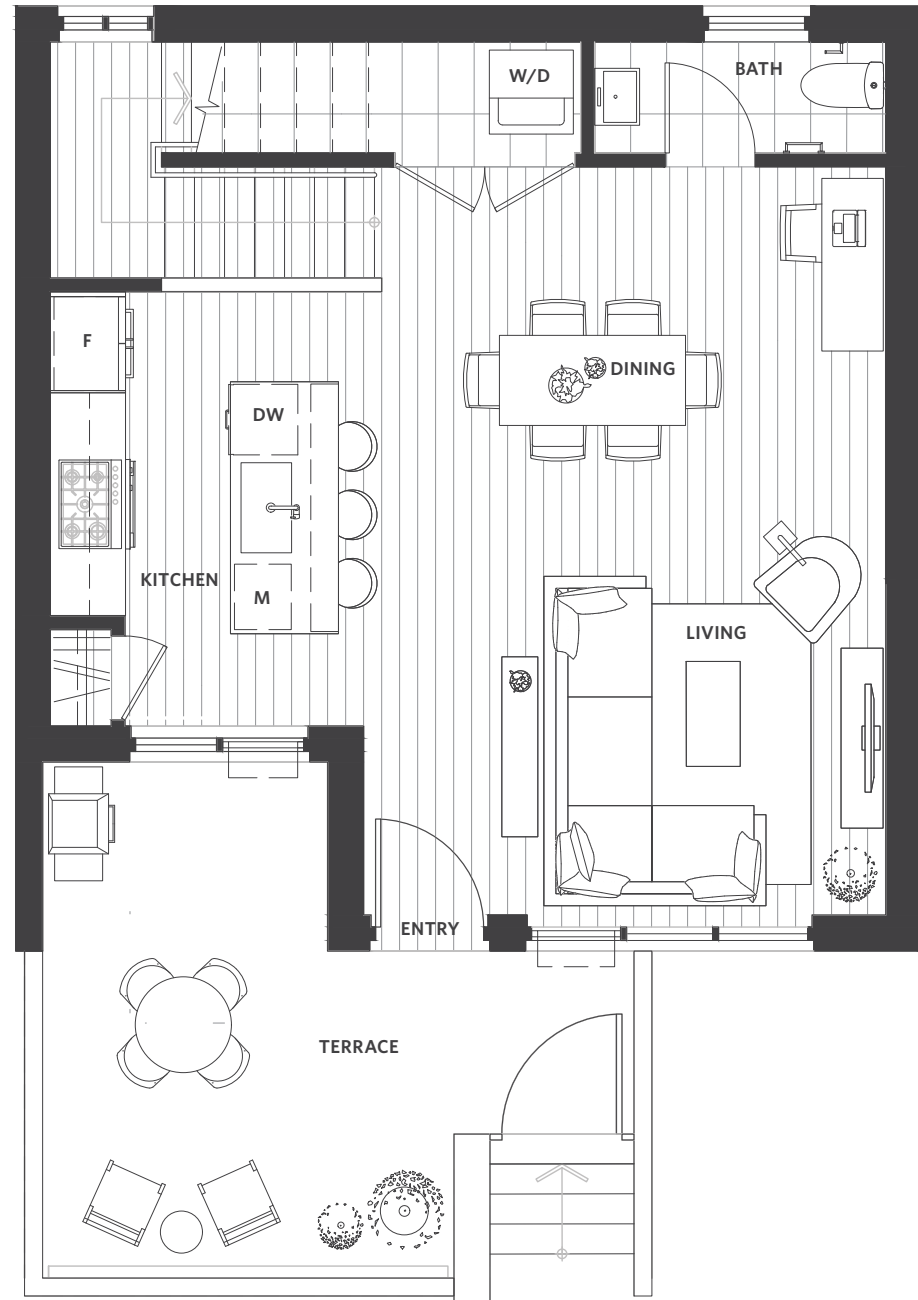 W/D
BATH
F
DINING
DW
KITCHEN
M
LIVING
ENTRY
TERRACE